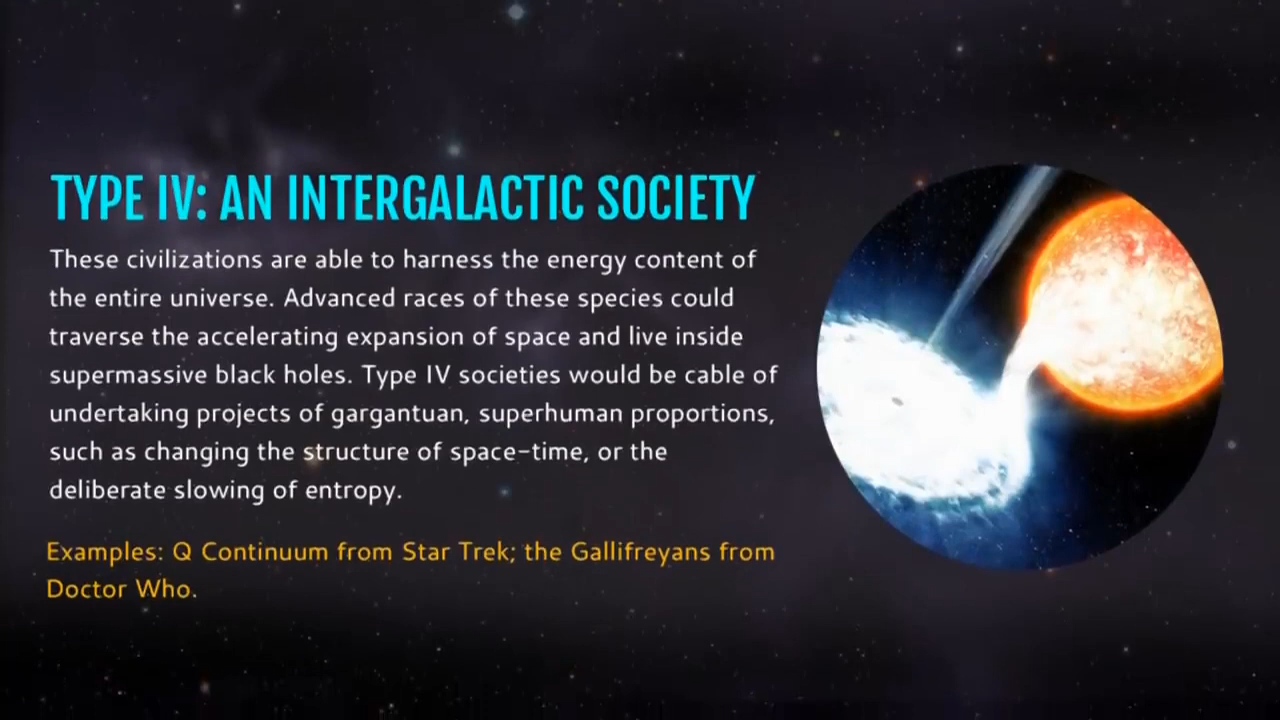 TYPE IV: AN INTERGALACTIC SOCIETY
These civilizations are able to harness the energy content of
the entire universe. Advanced races of these species could
traverse the accelerating expansion of space and live inside
supermassive black holes. Type IV societies would be cable of
undertaking projects of gargantuan, superhuman proportions,
such as changing the structure of space-time, or the
deliberate slowing of entropy.
Examples: Q Continuum from Star Trek; the Gallifreyans from
Doctor Who.